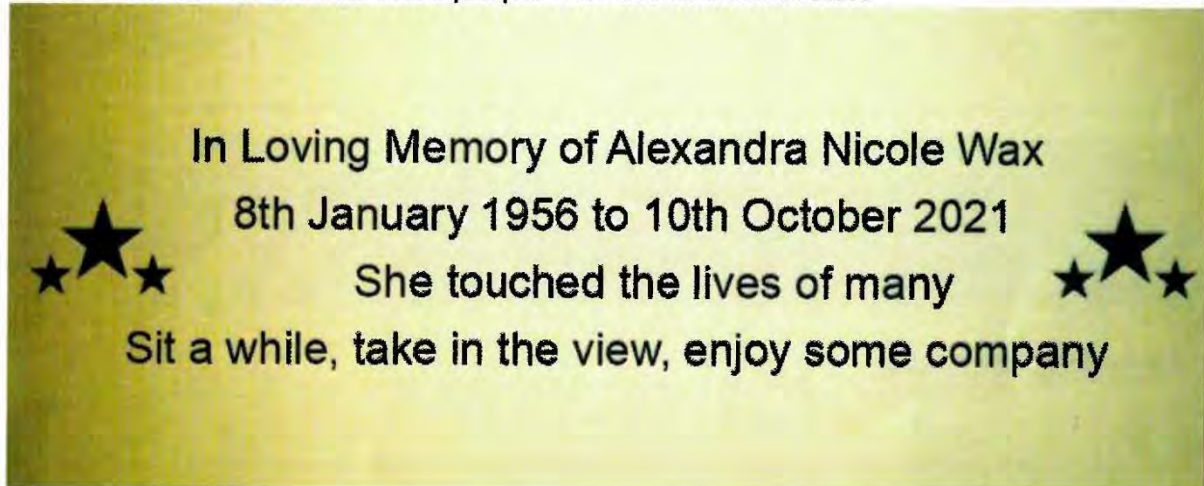 In Loving Memory of Alexandra Nicole Wax
8th January 1956 to 10th October 2021
She touched the lives of many
Sit a while, take in the view, enjoy some company